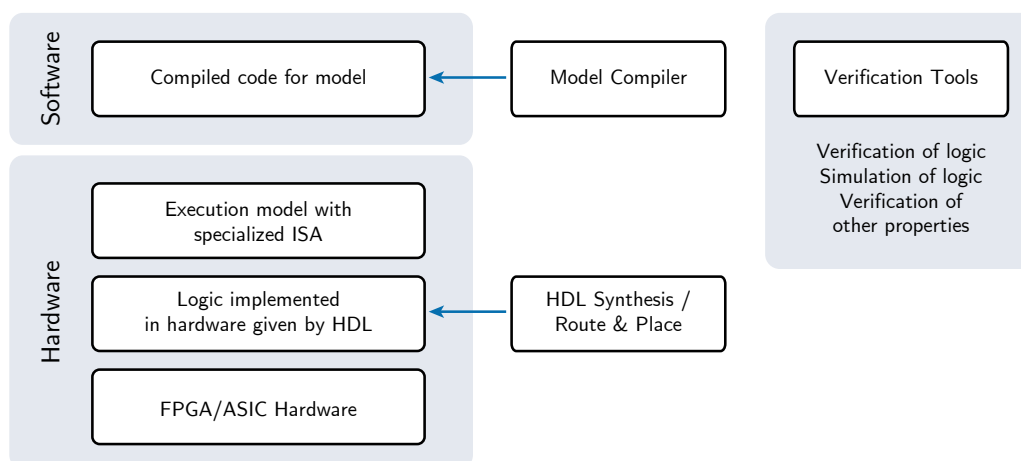 Software
Compiled code for model
Model Compiler
Verification Tools
Verification of logic
Simulation of logic
Verification of
other properties
Hardware
Execution model with
specialized ISA
Logic implemented
in hardware given by HDL
HDL Synthesis /
Route & Place
FPGA/ASIC Hardware